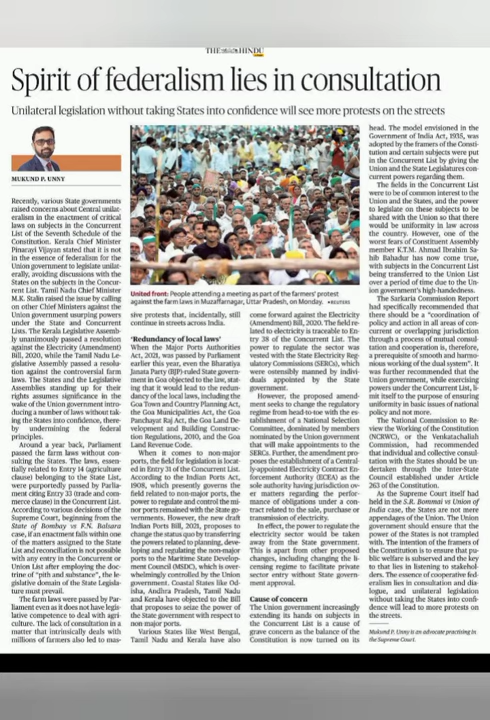 THE HINDU
Spirit of federalism lies in consultation
Unilateral legislation without taking States into confidence will see more protests on the streets
MUKUND P. UNNY
Recently, various State governments
raised concerns about Central unilat-
eralism in the enactment of critical
laws on subjects in the Concurrent
List of the Seventh Schedule of the
Constitution. Kerala Chief Minister
Pinarayi Vijayan stated that it is not
in the essence of federalism for the
Union government to legislate unilat-
erally, avoiding discussions with the
States on the subjects in the Concur-
rent List. Tamil Nadu Chief Minister
M.K. Stalin raised the issue by calling
on other Chief Ministers against the
Union government usurping powers
under the State and Concurrent
Lists. The Kerala Legislative Assemb-
ly unanimously passed a resolution
against the Electricity (Amendment)
Bill, 2020, while the Tamil Nadu Le-
gislative Assembly passed a resolu-
tion against the controversial farm
laws. The States and the Legislative
Assemblies standing up for their
rights assumes significance in the
wake of the Union government intro-
ducing a number of laws without tak-
ing the States into confidence, there-
by undermining the federal
principles.
Around a year back, Parliament
passed the farm laws without con-
sulting the States. The laws, essen-
tially related to Entry 14 (agriculture
clause) belonging to the State List,
were purportedly passed by Parlia-
ment citing Entry 33 (trade and com-
merce clause) in the Concurrent List.
According to various decisions of the
Supreme Court, beginning from the
State of Bombay v F.N. Balsara
case, if an enactment falls within one
of the matters assigned to the State
List and reconciliation is not possible
with any entry in the Concurrent or
Union List after employing the doc-
trine of "pith and substance", the le-
gislative domain of the State Legisla-
ture must prevail.
The farm laws were passed by Par-
liament even as it does not have legis-
lative competence to deal with agri-
culture. The lack of consultation in a
matter that intrinsically deals with
millions of farmers also led to mas-
United front: People attending a meeting as part of the farmers' protest
against the farm laws in Muzaffarnagar, Uttar Pradesh, on Monday. •REUTERS
sive protests that, incidentally, still
continue in streets across India.
'Redundancy of local laws'
When the Major Ports Authorities
Act, 2021, was passed by Parliament
earlier this year, even the Bharatiya
Janata Party (BJP)-ruled State govern-
ment in Goa objected to the law, stat-
ing that it would lead to the redun-
dancy of the local laws, including the
Goa Town and Country Planning Act,
the Goa Municipalities Act, the Goa
Panchayat Raj Act, the Goa Land De-
velopment and Building Construc-
tion Regulations, 2010, and the Goa
Land Revenue Code.
When it comes to non-major
ports, the field for legislation is locat-
ed in Entry 31 of the Concurrent List.
According to the Indian Ports Act,
1908, which presently governs the
field related to non-major ports, the
power to regulate and control the mi-
nor ports remained with the State go-
vernments. However, the new draft
Indian Ports Bill, 2021, proposes to
change the status quo by transferring
the powers related to planning, deve-
loping and regulating the non-major
ports to the Maritime State Develop-
ment Council (MSDC), which is over-
whelmingly controlled by the Union
government. Coastal States like Od-
isha, Andhra Pradesh, Tamil Nadu
and Kerala have objected to the Bill
that proposes to seize the power of
the State government with respect to
non-major ports.
Various States like West Bengal,
Tamil Nadu and Kerala have also
come forward against the Electricity
(Amendment) Bill, 2020. The field re-
lated to electricity is traceable to En-
try 38 of the Concurrent List. The
power to regulate the sector was
vested with the State Electricity Reg-
ulatory Commissions (SERCs), which
were ostensibly manned by individ-
uals appointed by the State
government.
However, the proposed amend-
ment seeks to change the regulatory
regime from head-to-toe with the es-
tablishment of a National Selection
Committee, dominated by members
nominated by the Union government
that will make appointments to the
SERCs. Further, the amendment pro-
poses the establishment of a Central-
ly-appointed Electricity Contract En-
forcement Authority (ECEA) as the
sole authority having jurisdiction ov-
er matters regarding the perfor-
mance of obligations under a con-
tract related to the sale, purchase or
transmission of electricity.
In effect, the power to regulate the
electricity sector would be taken
away from the State government.
This is apart from other proposed
changes, including changing the li-
censing regime to facilitate private
sector entry without State govern-
ment approval.
Cause of concern
The Union government increasingly
extending its hands on subjects in
the Concurrent List is a cause of
grave concern as the balance of the
Constitution is now turned on its
head. The model envisioned in the
Government of India Act, 1935, was
adopted by the framers of the Consti-
tution and certain subjects were put
in the Concurrent List by giving the
Union and the State Legislatures con-
current powers regarding them.
The fields in the Concurrent List
were to be of common interest to the
Union and the States, and the power
to legislate on these subjects to be
shared with the Union so that there
would be uniformity in law across
the country. However, one of the
worst fears of Constituent Assembly
member K.T.M. Ahmad Ibrahim Sa-
hib Bahadur has now come true,
with subjects in the Concurrent List
being transferred to the Union List
over a period of time due to the Un-
ion government's high-handedness.
The Sarkaria Commission Report
had specifically recommended that
there should be a "coordination of
policy and action in all areas of con-
current or overlapping jurisdiction
through a process of mutual consul-
tation and cooperation is, therefore,
a prerequisite of smooth and harmo-
nious working of the dual system". It
was further recommended that the
Union government, while exercising
powers under the Concurrent List, li-
mit itself to the purpose of ensuring
uniformity in basic issues of national
policy and not more.
The National Commission to Re-
view the Working of the Constitution
(NCRWC), or the Venkatachaliah
Commission, had recommended
that individual and collective consul-
tation with the States should be un-
dertaken through the Inter-State
Council established under Article
263 of the Constitution.
As the Supreme Court itself had
held in the S.R. Bommai vs Union of
India case, the States are not mere
appendages of the Union. The Union
government should ensure that the
power of the States is not trampled
with. The intention of the framers of
the Constitution is to ensure that pu-
blic welfare is subserved and the key
to that lies in listening to stakehol-
ders. The essence of cooperative fed-
eralism lies in consultation and dia-
logue, and unilateral legislation
without taking the States into confi-
dence will lead to more protests on
the streets.
Mukund P. Unny is an advocate practising in
the Supreme Court.